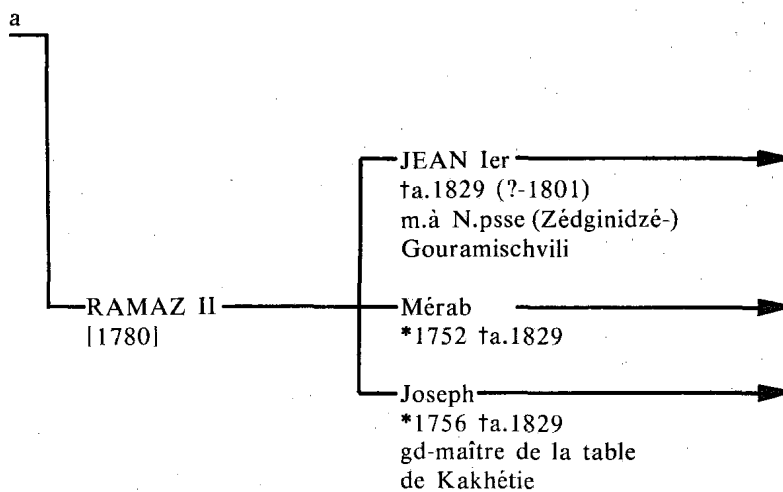 a
JEAN Ier
†a.1829 (?-1801)
m.à N.psse (Zédginidzé-)
Gouramischvili
RAMAZ II
[1780]
Mérab
*1752 †a.1829
Joseph
*1756 †a.1829
gd-maître de la table
de Kakhétie